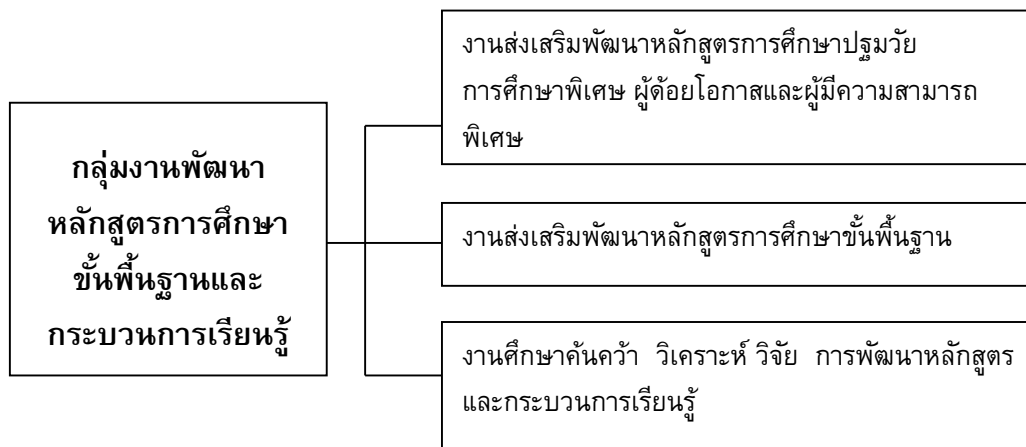 กลุ่มงานพัฒนา
หลักสูตรการศึกษา
ขั้นพื้นฐานและ
กระบวนการเรียนรู้
งานส่งเสริมพัฒนาหลักสูตรการศึกษาปฐมวัย
การศึกษาพิเศษ ผู้ด้อยโอกาสและผู้มีความสามารถ
พิเศษ
งานส่งเสริมพัฒนาหลักสูตรการศึกษาขั้นพื้นฐาน
งานศึกษาค้นคว้า วิเคราะห์ วิจัย การพัฒนาหลักสูตร
และกระบวนการเรียนรู้